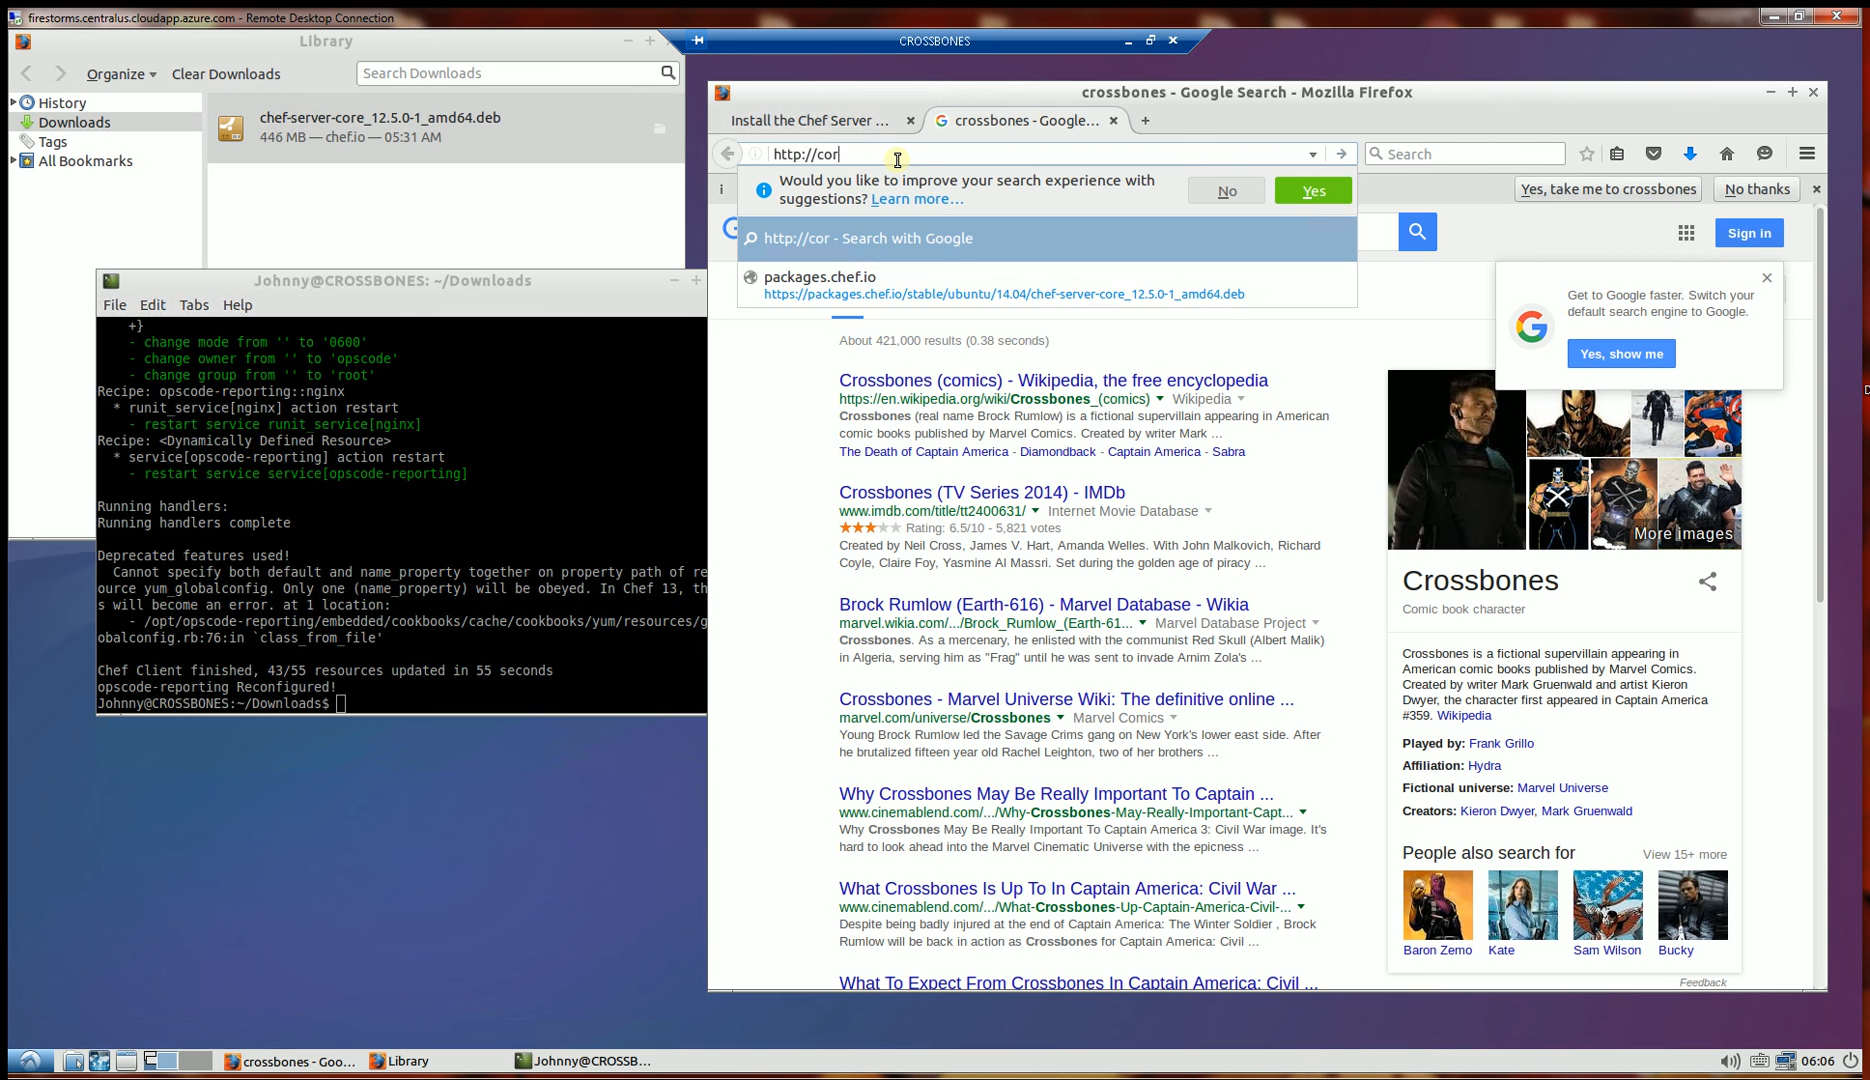 firestorms.centralus.cloudapp.azure.com - Remote Desktop Connection
Library
Organize
Clear Downloads
Search Downloads
History
Downloads
Tags
All Bookmarks
chef-server-core_12.5.0-1_amd64.deb
446 MB — chef.io — 05:31 AM
CROSSBONES
Johnny@CROSSBONES: ~/Downloads
File Edit Tabs Help
+}
- change mode from '' to '0600'
- change owner from '' to 'opscode'
- change group from '' to 'root'
Recipe: opscode-reporting::nginx
* runit_service[nginx] action restart
- restart service runit_service[nginx]
Recipe: <Dynamically Defined Resource>
* service[opscode-reporting] action restart
- restart service service[opscode-reporting]
Running handlers:
Running handlers complete
Deprecated features used!
Cannot specify both default and name_property together on property path of re
ource yum_globalconfig. Only one (name_property) will be obeyed. In Chef 13, th
s will become an error. at 1 location:
- /opt/opscode-reporting/embedded/cookbooks/cache/cookbooks/yum/resources/g
obalconfig.rb:76:in `class_from_file'
Chef Client finished, 43/55 resources updated in 55 seconds
opscode-reporting Reconfigured!
Johnny@CROSSBONES:~/Downloads$
crossbones - Google Search - Mozilla Firefox
Install the Chef Server ...
crossbones - Google...
http://cor
Search
Would you like to improve your search experience with
suggestions? Learn more…
No
Yes
Yes, take me to crossbones
No thanks
http://cor - Search with Google
packages.chef.io
https://packages.chef.io/stable/ubuntu/14.04/chef-server-core_12.5.0-1_amd64.deb
Sign in
Get to Google faster. Switch your
default search engine to Google.
Yes, show me
About 421,000 results (0.38 seconds)
Crossbones (comics) - Wikipedia, the free encyclopedia
https://en.wikipedia.org/wiki/Crossbones_(comics) Wikipedia
Crossbones (real name Brock Rumlow) is a fictional supervillain appearing in American
comic books published by Marvel Comics. Created by writer Mark ...
The Death of Captain America - Diamondback - Captain America - Sabra
Crossbones (TV Series 2014) - IMDb
www.imdb.com/title/tt2400631/ Internet Movie Database
Rating: 6.5/10 - 5,821 votes
Created by Neil Cross, James V. Hart, Amanda Welles. With John Malkovich, Richard
Coyle, Claire Foy, Yasmine Al Massri. Set during the golden age of piracy ...
Brock Rumlow (Earth-616) - Marvel Database - Wikia
marvel.wikia.com/.../Brock_Rumlow_(Earth-61... Marvel Database Project
Crossbones. As a mercenary, he enlisted with the communist Red Skull (Albert Malik)
in Algeria, serving him as "Frag" until he was sent to invade Arnim Zola's ...
Crossbones - Marvel Universe Wiki: The definitive online ...
marvel.com/universe/Crossbones Marvel Comics
Young Brock Rumlow led the Savage Crims gang on New York's lower east side. After
he brutalized fifteen year old Rachel Leighton, two of her brothers ...
Why Crossbones May Be Really Important To Captain ...
www.cinemablend.com/.../Why-Crossbones-May-Really-Important-Capt...
Why Crossbones May Be Really Important To Captain America 3: Civil War image. It's
hard to look ahead into the Marvel Cinematic Universe with the epicness ...
What Crossbones Is Up To In Captain America: Civil War ...
www.cinemablend.com/.../What-Crossbones-Up-Captain-America-Civil-...
Despite being badly injured at the end of Captain America: The Winter Soldier , Brock
Rumlow will be back in action as Crossbones for Captain America: Civil ...
What To Expect From Crossbones In Captain America: Civil ...
More images
Crossbones
Comic book character
Crossbones is a fictional supervillain appearing in
American comic books published by Marvel Comics.
Created by writer Mark Gruenwald and artist Kieron
Dwyer, the character first appeared in Captain America
#359. Wikipedia
Played by: Frank Grillo
Affiliation: Hydra
Fictional universe: Marvel Universe
Creators: Kieron Dwyer, Mark Gruenwald
People also search for
View 15+ more
Baron Zemo
Kate
Sam Wilson
Bucky
Feedback
crossbones - Goo...
Library
Johnny@CROSSB...
06:06